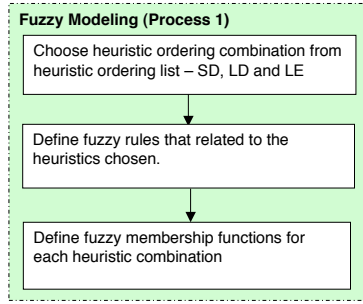 Fuzzy Modeling (Process 1)
Choose heuristic ordering combination from
heuristic ordering list – SD, LD and LE
Define fuzzy rules that related to the
heuristics chosen.
Define fuzzy membership functions for
each heuristic combination